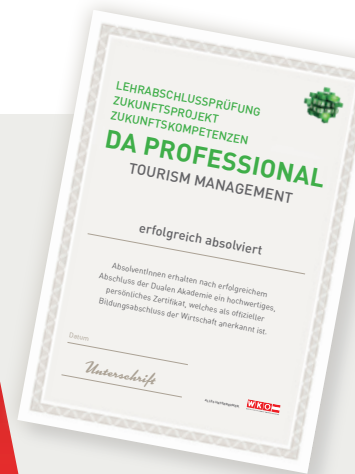 LEHRABSCHLUSSPRÜFUNG
ZUKUNFTSPROJEKT
ZUKUNFTSKOMPETENZEN
DA PROFESSIONAL
TOURISM MANAGEMENT
erfolgreich absolviert
AbsolventInnen erhalten nach erfolgreichem
Abschluss der Dualen Akademie ein hochwertiges,
persönliches Zertifikat, welches als offizieller
Bildungsabschluss der Wirtschaft anerkannt ist.
Datum
Unterschrift
WKO